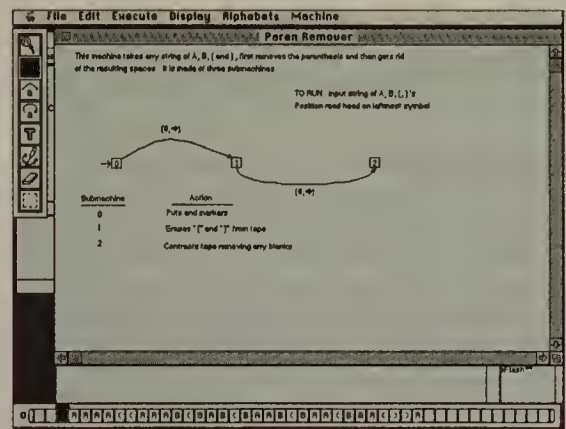 File Edit Execute Display Alphabets Machine
Paren Remover
This machine takes any string of A, B, ( and ), first removes the parenthesis and then gets rid
of the resulting spaces It is made of three submachines
TO RUN input string of A, B, (, )'s
Position read head on leftmost symbol
0
1
2
Submachine Action
0 Puts end markers
1 Erases "(" and ")" from tape
2 Contracts tape removing any blanks